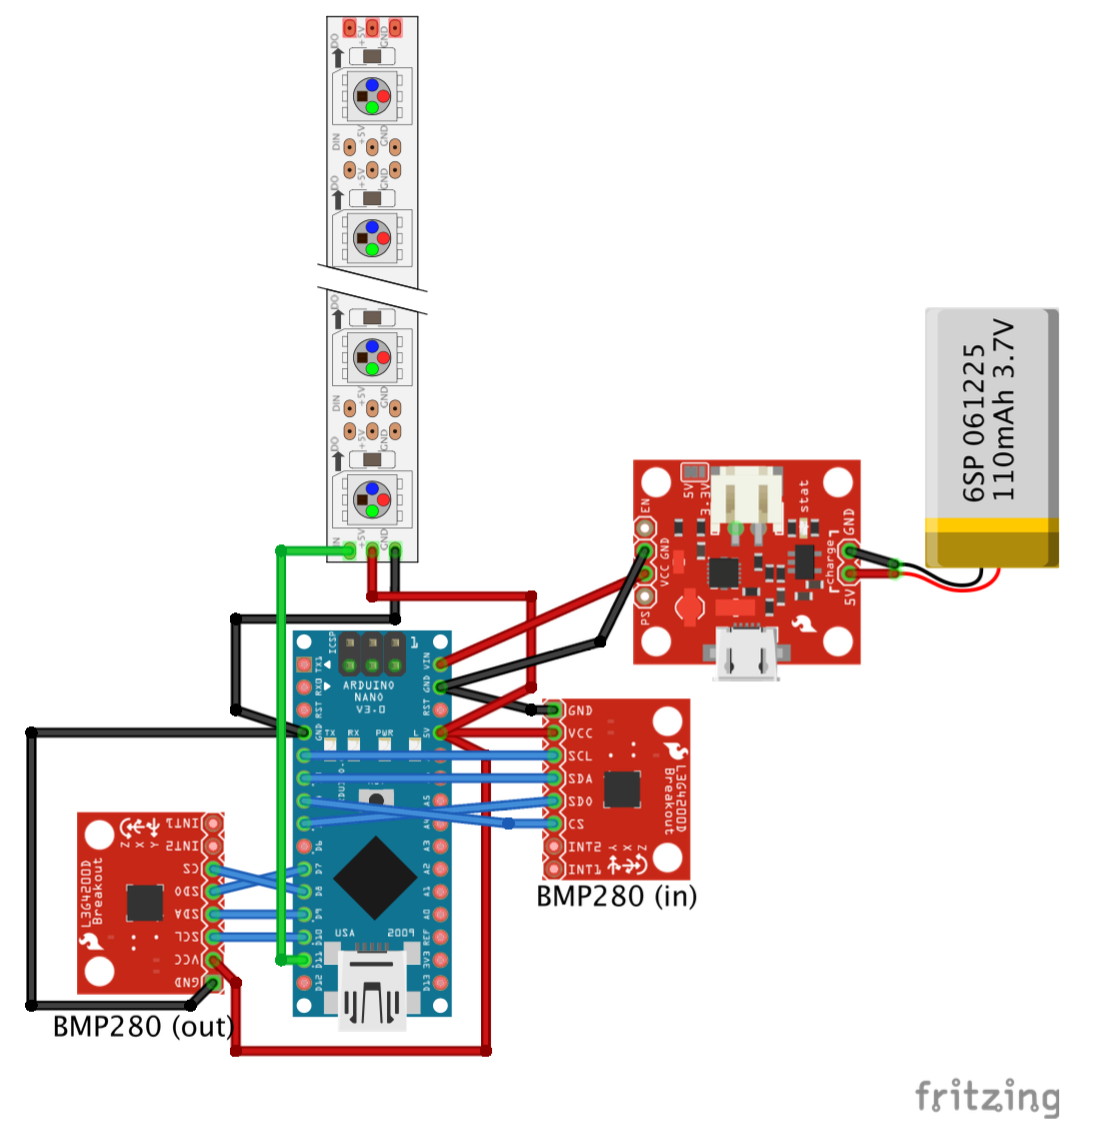 DO +5V GND
DIN +5V GND
DO +5V GND
DO
DIN +5V GND
DO +5V GND
+5V GND
6SP 061225
110mAh 3.7V
5V
3.3V
stat
EN
GND
VCC
PS
GND
charge
5V
ICSP
1
TX1
RX0
RST
GND
VIN
GND
RST
5V
ARDUINO
NANO
V3.0
TX RX PWR L
A5
A4
A3
A2
A1
A0
REF
3V3
D13
D6
D7
D8
D9
D10
D11
D12
USA 2009
GND
VCC
SCL
SDA
SDO
CS
INT2
INT1
L3G4200D
Breakout
Z
X
Y
BMP280 (in)
INT1
INT2
CS
SDO
SDA
SCL
VCC
GND
L3G4200D
Breakout
Z
X
Y
BMP280 (out)
fritzing